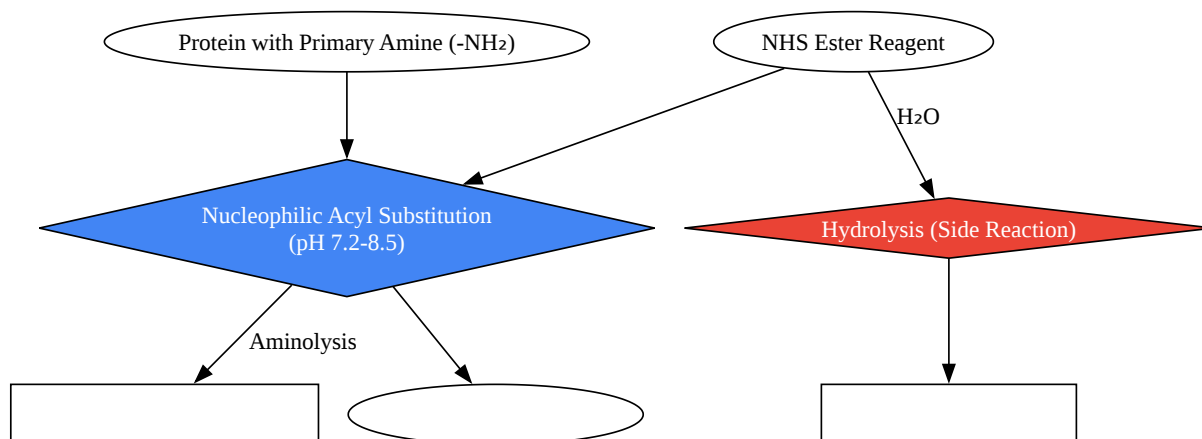 Protein with Primary Amine (-NH₂)
NHS Ester Reagent
H₂O
Nucleophilic Acyl Substitution
(pH 7.2-8.5)
Hydrolysis (Side Reaction)
Aminolysis